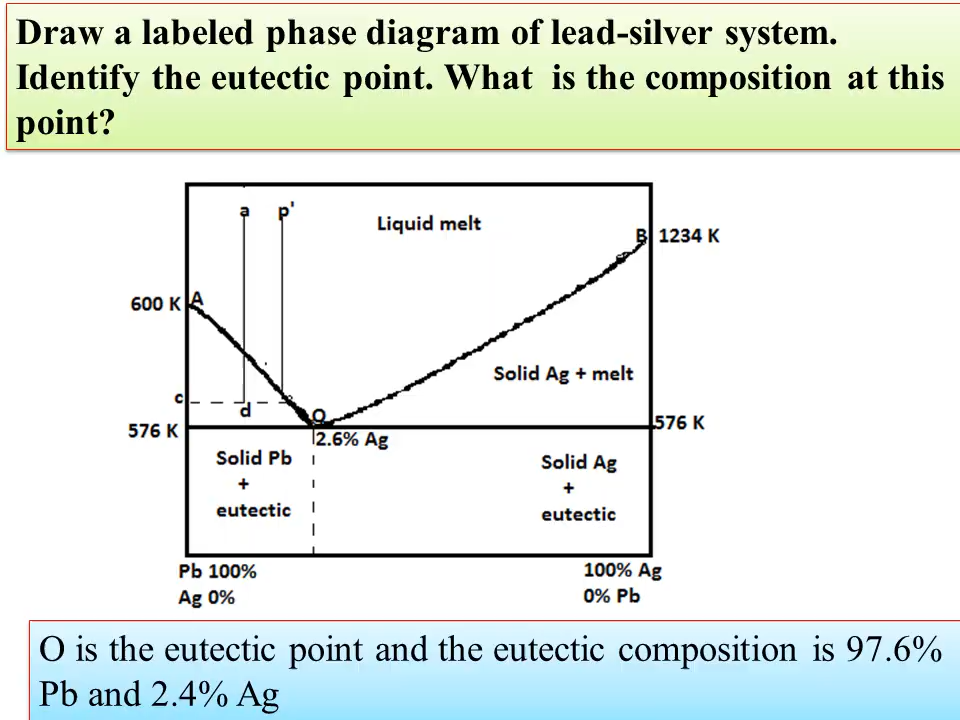 Draw a labeled phase diagram of lead-silver system.
Identify the eutectic point. What is the composition at this
point?
a p'
Liquid melt
B 1234 K
600 K A
Solid Ag + melt
c
d
O
576 K
576 K
2.6% Ag
Solid Pb
+
eutectic
Solid Ag
+
eutectic
Pb 100%
Ag 0%
100% Ag
0% Pb
O is the eutectic point and the eutectic composition is 97.6%
Pb and 2.4% Ag